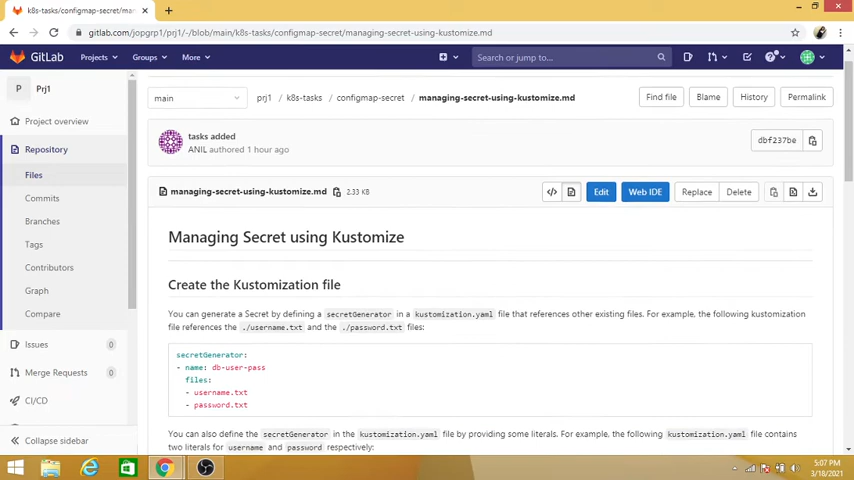 configmap-secret/managing-secret
gitlab.com/jopgrp1/prj1/-/blob/main/k8s-tasks/configmap-secret/managing-secret-using-kustomize.md
GitLab
Projects
Groups
More
Search or jump to...
P
Prj1
main
prj1 / k8s-tasks / configmap-secret / managing-secret-using-kustomize.md
Find file
Blame
History
Permalink
Project overview
tasks added
ANIL authored 1 hour ago
dbf237be
Repository
Files
Commits
Branches
Tags
Contributors
Graph
Compare
Issues
0
Merge Requests
0
CI/CD
Collapse sidebar
managing-secret-using-kustomize.md
2.33 KB
Edit
Web IDE
Replace
Delete
Managing Secret using Kustomize
Create the Kustomization file
You can generate a Secret by defining a secretGenerator in a kustomization.yaml file that references other existing files. For example, the following kustomization
file references the ./username.txt and the ./password.txt files:
secretGenerator:
- name: db-user-pass
files:
- username.txt
- password.txt
You can also define the secretGenerator in the kustomization.yaml file by providing some literals. For example, the following kustomization.yaml file contains
two literals for username and password respectively:
5:07 PM
3/18/2021